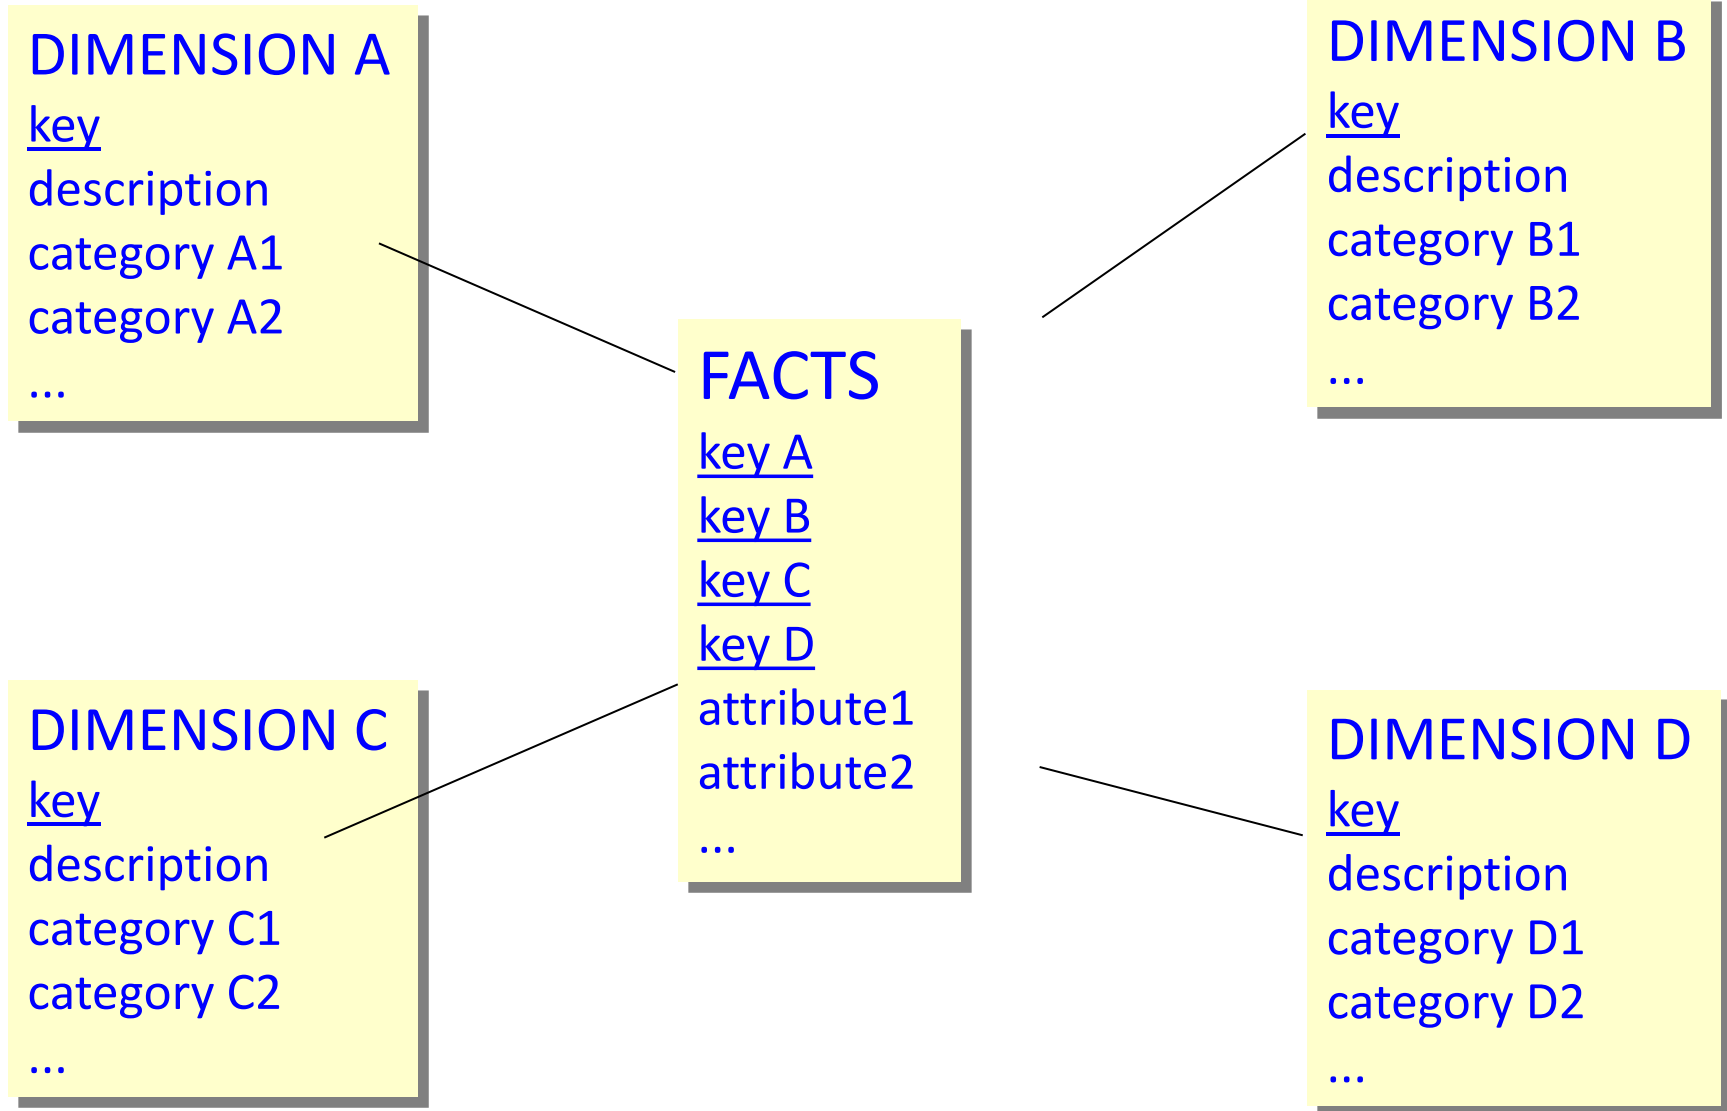 DIMENSION A
key
description
category A1
category A2
...
DIMENSION B
key
description
category B1
category B2
...
FACTS
key A
key B
key C
key D
attribute1
attribute2
...
DIMENSION C
key
description
category C1
category C2
...
DIMENSION D
key
description
category D1
category D2
...